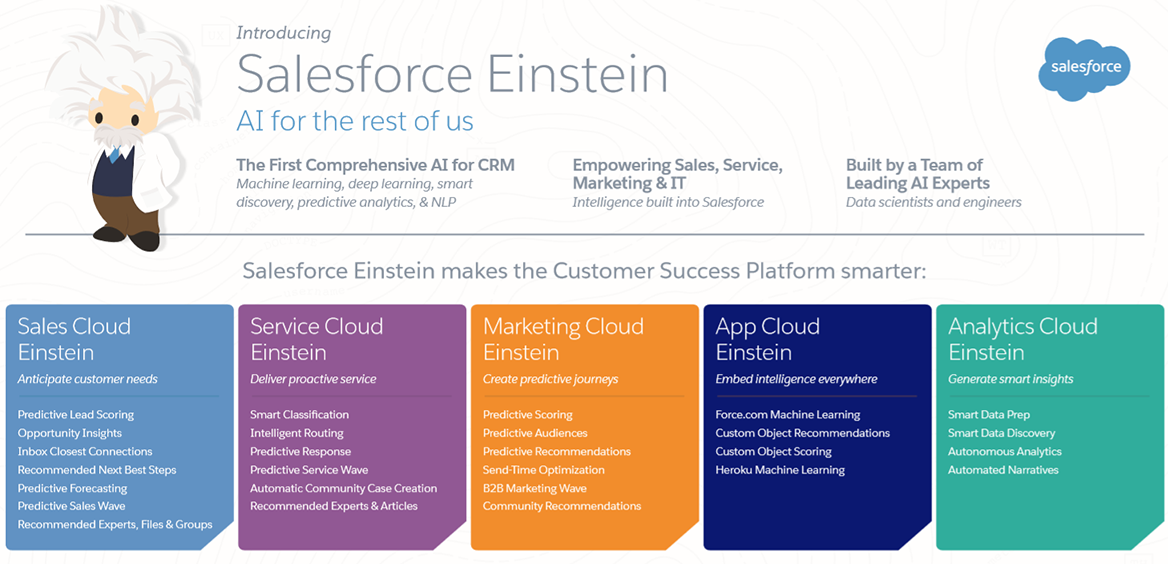 Introducing
Salesforce Einstein
AI for the rest of us
salesforce
The First Comprehensive AI for CRM
Machine learning, deep learning, smart
discovery, predictive analytics, & NLP
Empowering Sales, Service,
Marketing & IT
Intelligence built into Salesforce
Built by a Team of
Leading AI Experts
Data scientists and engineers
Salesforce Einstein makes the Customer Success Platform smarter:
Sales Cloud
Einstein
Anticipate customer needs
Predictive Lead Scoring
Opportunity Insights
Inbox Closest Connections
Recommended Next Best Steps
Predictive Forecasting
Predictive Sales Wave
Recommended Experts, Files & Groups
Service Cloud
Einstein
Deliver proactive service
Smart Classification
Intelligent Routing
Predictive Response
Predictive Service Wave
Automatic Community Case Creation
Recommended Experts & Articles
Marketing Cloud
Einstein
Create predictive journeys
Predictive Scoring
Predictive Audiences
Predictive Recommendations
Send-Time Optimization
B2B Marketing Wave
Community Recommendations
App Cloud
Einstein
Embed intelligence everywhere
Force.com Machine Learning
Custom Object Recommendations
Custom Object Scoring
Heroku Machine Learning
Analytics Cloud
Einstein
Generate smart insights
Smart Data Prep
Smart Data Discovery
Autonomous Analytics
Automated Narratives